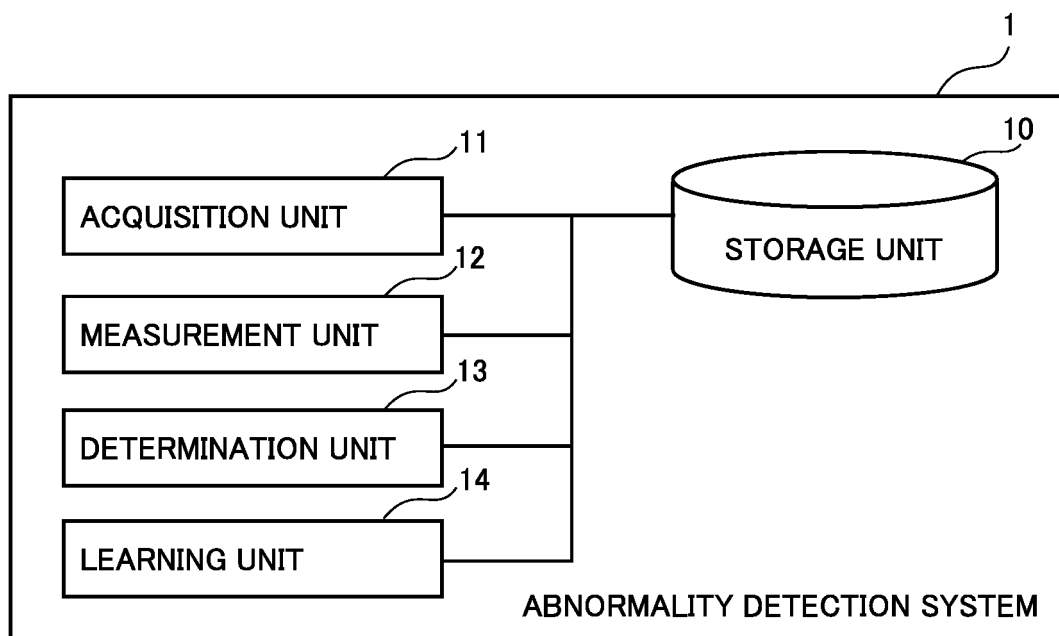 1
11
10
ACQUISITION UNIT
STORAGE UNIT
12
MEASUREMENT UNIT
13
DETERMINATION UNIT
14
LEARNING UNIT
ABNORMALITY DETECTION SYSTEM